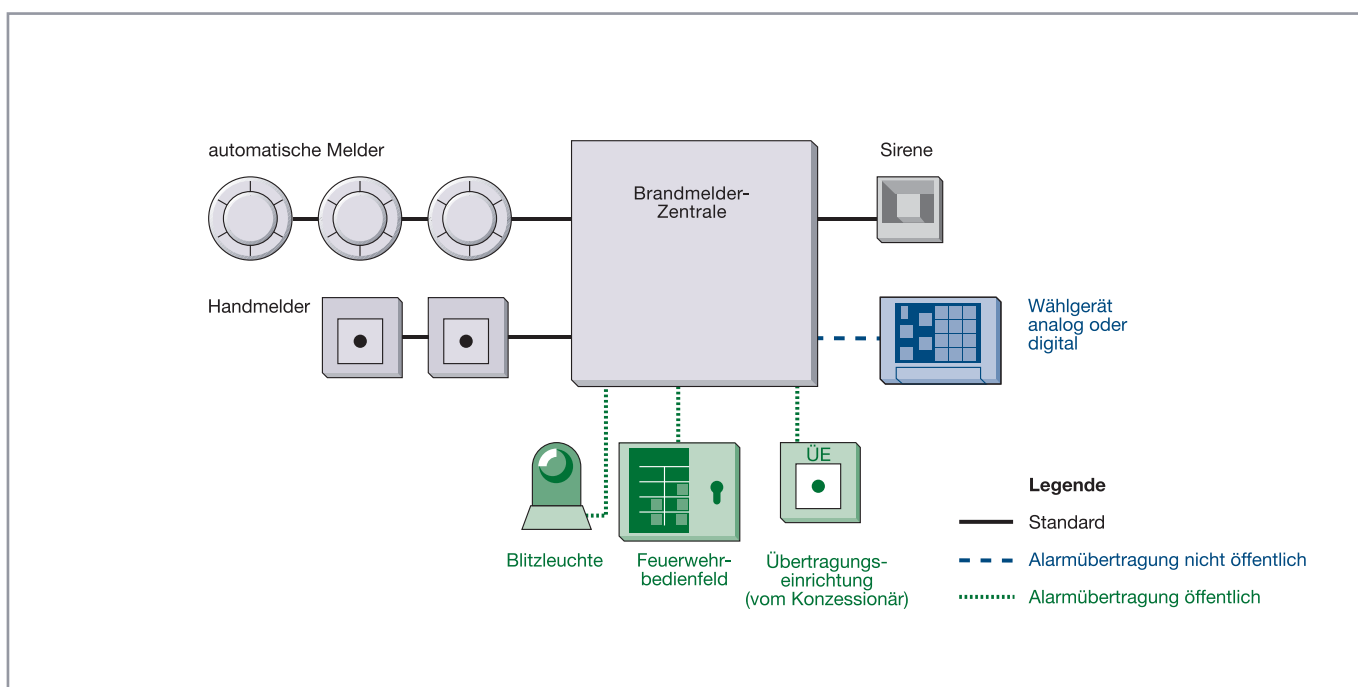 automatische Melder
Brandmelder-
Zentrale
Sirene
Handmelder
Wählgerät
analog oder
digital
ÜE
Blitzleuchte
Feuerwehr-
bedienfeld
Übertragungs-
einrichtung
(vom Konzessionär)
Legende
Standard
Alarmübertragung nicht öffentlich
Alarmübertragung öffentlich